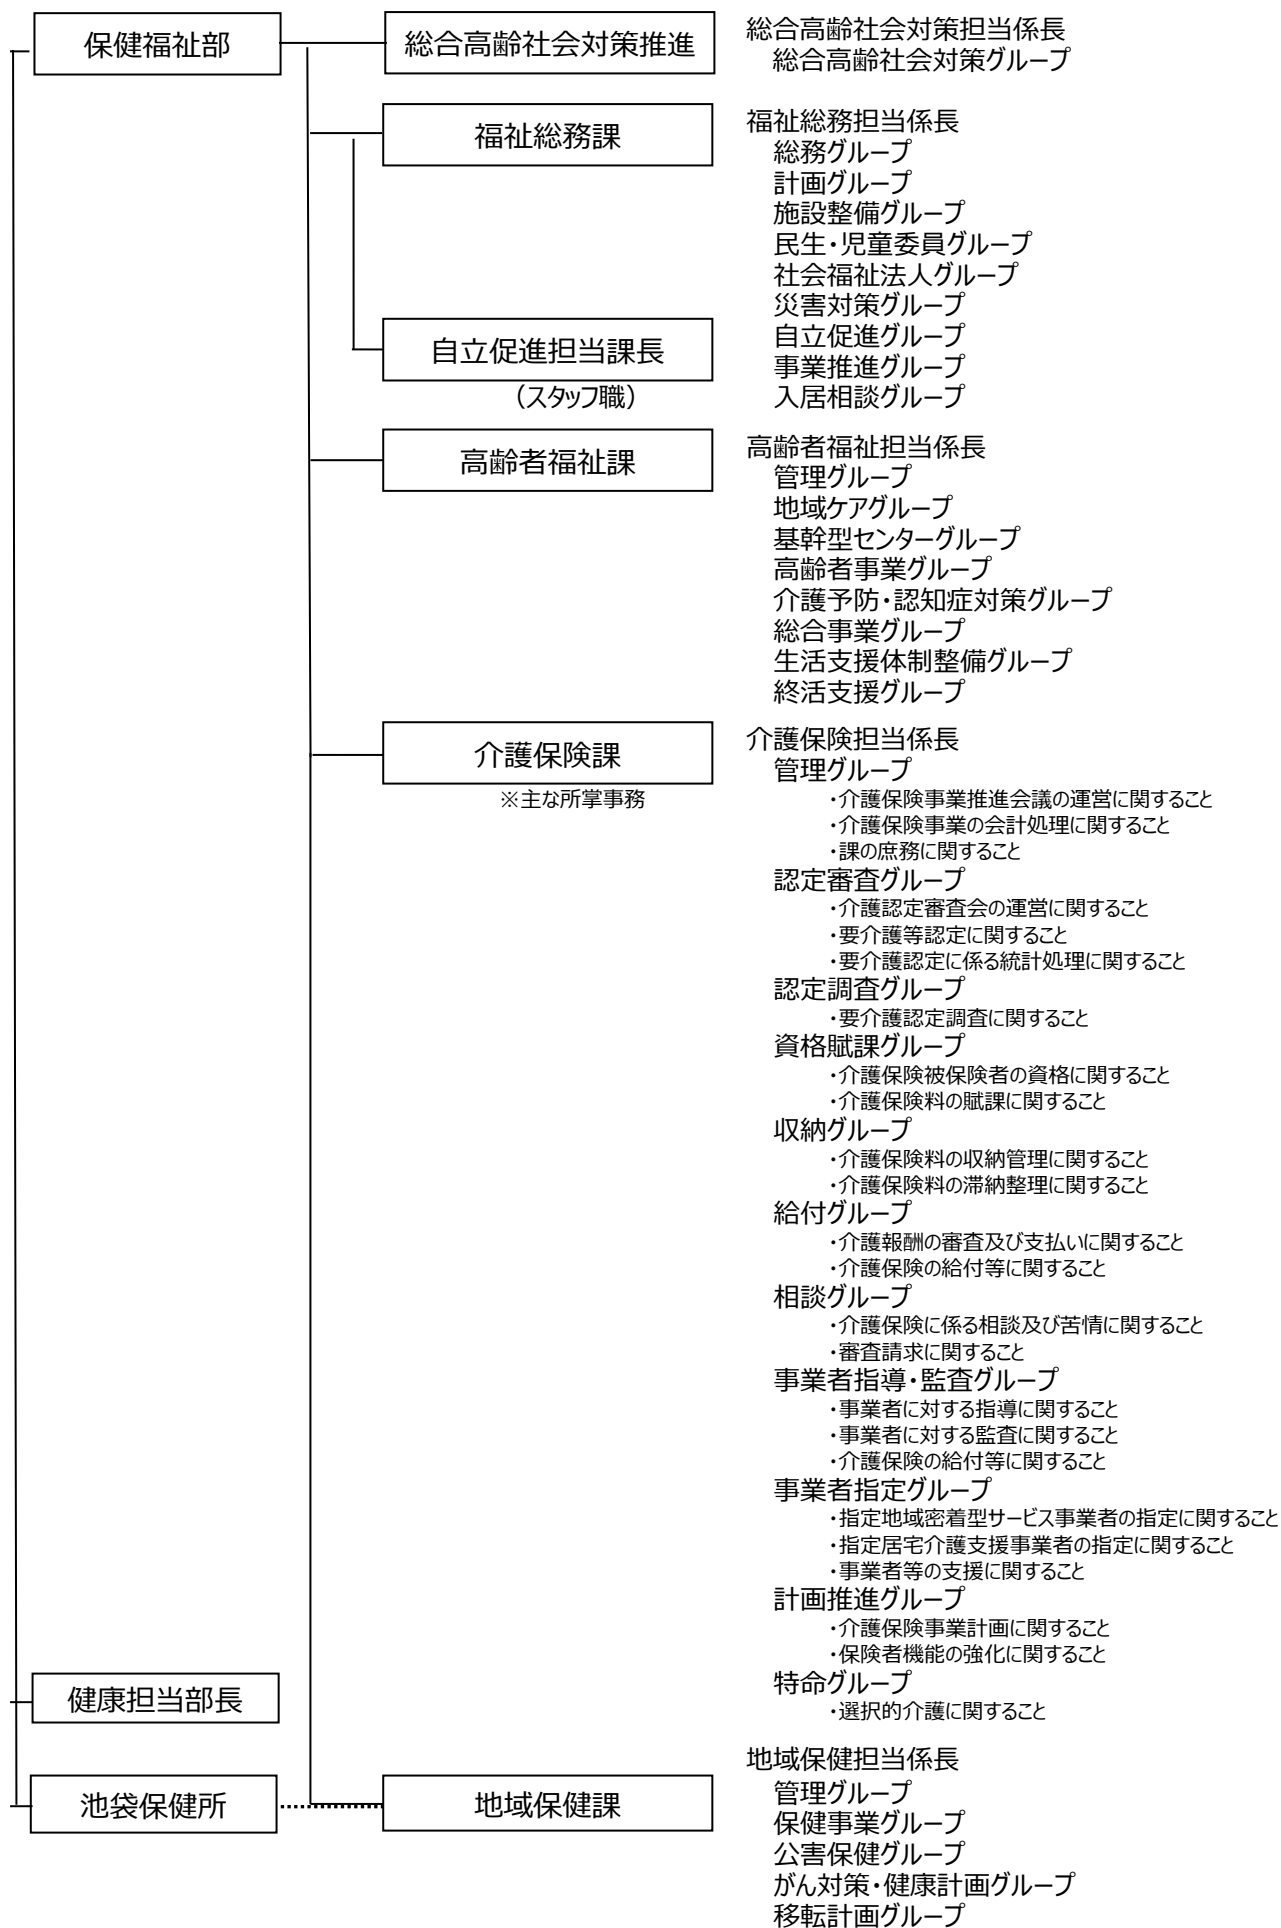 保健福祉部
総合高齢社会対策推進
総合高齢社会対策担当係長
総合高齢社会対策グループ
福祉総務課
福祉総務担当係長
総務グループ
計画グループ
施設整備グループ
民生・児童委員グループ
社会福祉法人グループ
災害対策グループ
自立促進グループ
事業推進グループ
入居相談グループ
自立促進担当課長
（スタッフ職）
高齢者福祉課
高齢者福祉担当係長
管理グループ
地域ケアグループ
基幹型センターグループ
高齢者事業グループ
介護予防・認知症対策グループ
総合事業グループ
生活支援体制整備グループ
終活支援グループ
介護保険課
※主な所掌事務
介護保険担当係長
管理グループ
・介護保険事業推進会議の運営に関すること
・介護保険事業の会計処理に関すること
・課の庶務に関すること
認定審査グループ
・介護認定審査会の運営に関すること
・要介護等認定に関すること
・要介護認定に係る統計処理に関すること
認定調査グループ
・要介護認定調査に関すること
資格賦課グループ
・介護保険被保険者の資格に関すること
・介護保険料の賦課に関すること
収納グループ
・介護保険料の収納管理に関すること
・介護保険料の滞納整理に関すること
給付グループ
・介護報酬の審査及び支払いに関すること
・介護保険の給付等に関すること
相談グループ
・介護保険に係る相談及び苦情に関すること
・審査請求に関すること
事業者指導・監査グループ
・事業者に対する指導に関すること
・事業者に対する監査に関すること
・介護保険の給付等に関すること
事業者指定グループ
・指定地域密着型サービス事業者の指定に関すること
・指定居宅介護支援事業者の指定に関すること
・事業者等の支援に関すること
計画推進グループ
・介護保険事業計画に関すること
・保険者機能の強化に関すること
特命グループ
・選択的介護に関すること
健康担当部長
池袋保健所
地域保健課
地域保健担当係長
管理グループ
保健事業グループ
公害保健グループ
がん対策・健康計画グループ
移転計画グループ